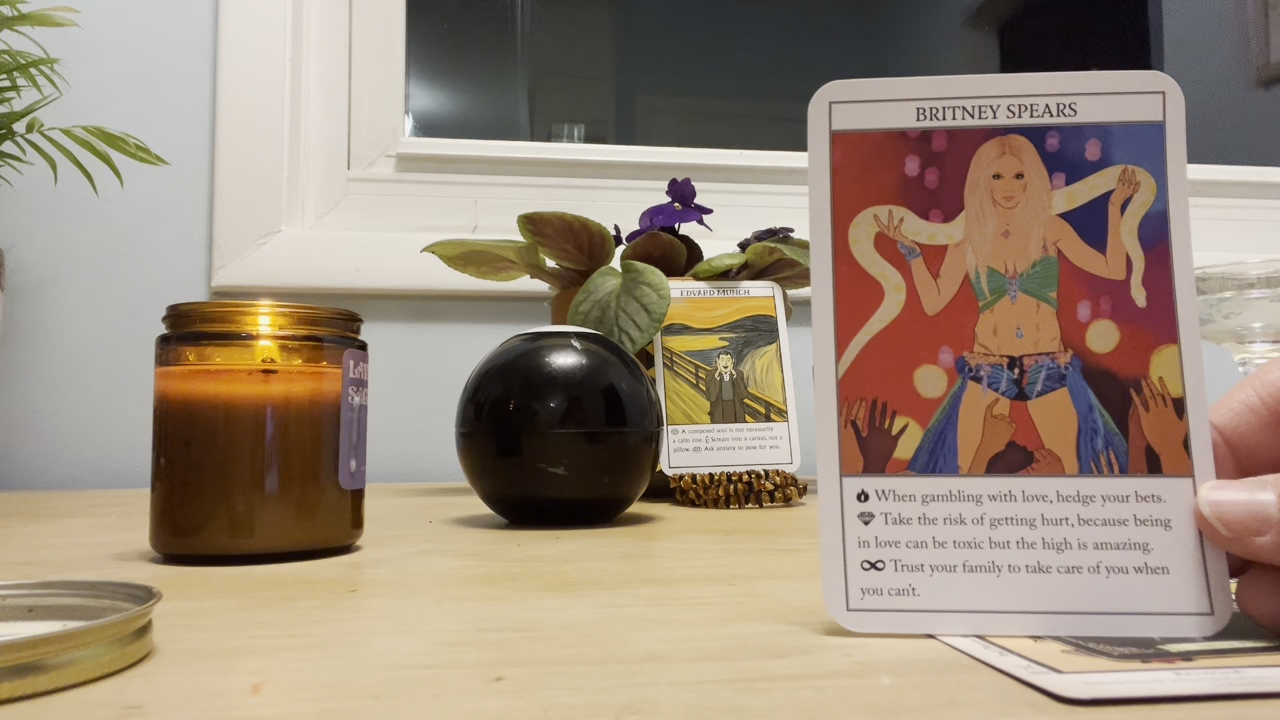 BRITNEY SPEARS
When gambling with love, hedge your bets.
Take the risk of getting hurt, because being
in love can be toxic but the high is amazing.
Trust your family to take care of you when
you can't.
EDVARD MUNCH
A composed soul is not necessarily
a calm one. Scream into a canvas, not a
pillow. Ask anxiety to pose for you.